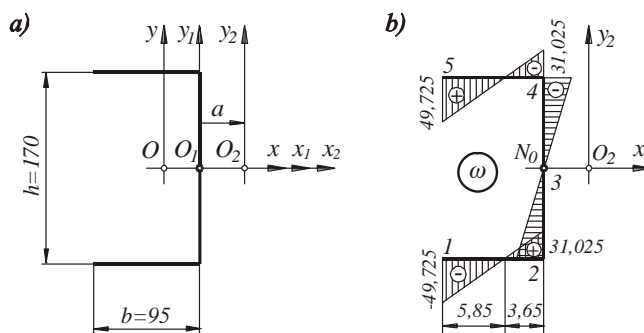 a)
y y₁ y₂
a
O O₁ O₂ x x₁ x₂
h=170
b=95
b)
5 - 31,025 y₂
+ 4 -
49,725
N₀ O₂ x
ω 3
1 + 31,025
-49,725 - 2
5,85 3,65